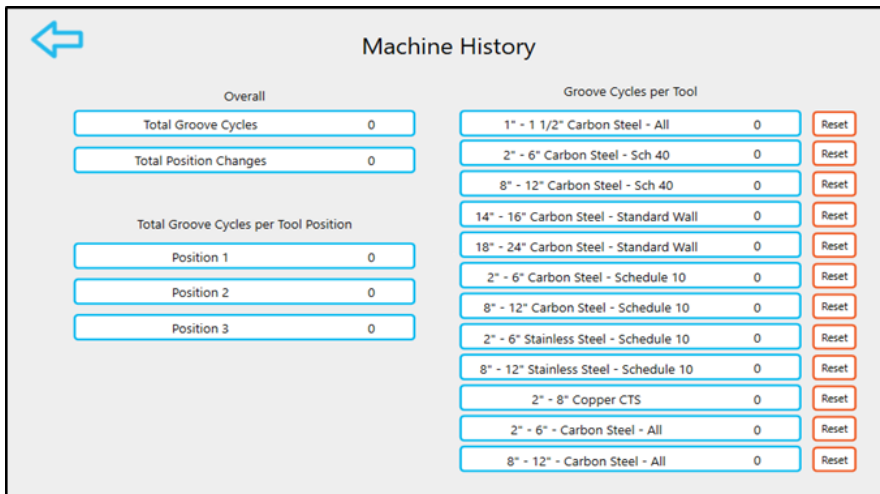 Machine History
Overall
Total Groove Cycles 0
Total Position Changes 0
Total Groove Cycles per Tool Position
Position 1 0
Position 2 0
Position 3 0
Groove Cycles per Tool
1" - 1 1/2" Carbon Steel - All 0 Reset
2" - 6" Carbon Steel - Sch 40 0 Reset
8" - 12" Carbon Steel - Sch 40 0 Reset
14" - 16" Carbon Steel - Standard Wall 0 Reset
18" - 24" Carbon Steel - Standard Wall 0 Reset
2" - 6" Carbon Steel - Schedule 10 0 Reset
8" - 12" Carbon Steel - Schedule 10 0 Reset
2" - 6" Stainless Steel - Schedule 10 0 Reset
8" - 12" Stainless Steel - Schedule 10 0 Reset
2" - 8" Copper CTS 0 Reset
2" - 6" - Carbon Steel - All 0 Reset
8" - 12" - Carbon Steel - All 0 Reset